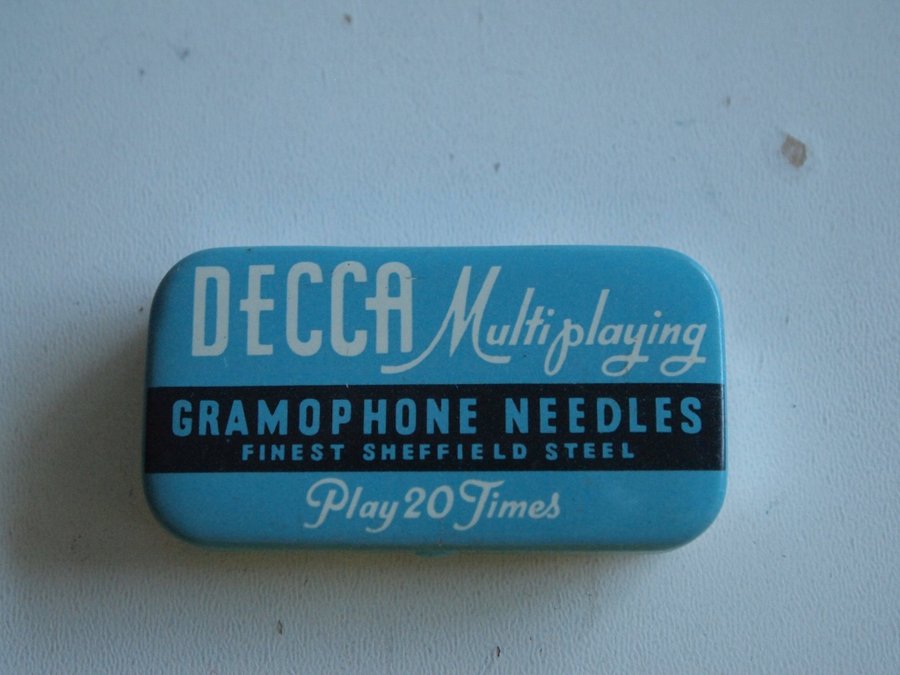 DECCA Multiplaying
GRAMOPHONE NEEDLES
FINEST SHEFFIELD STEEL
Play 20 Times